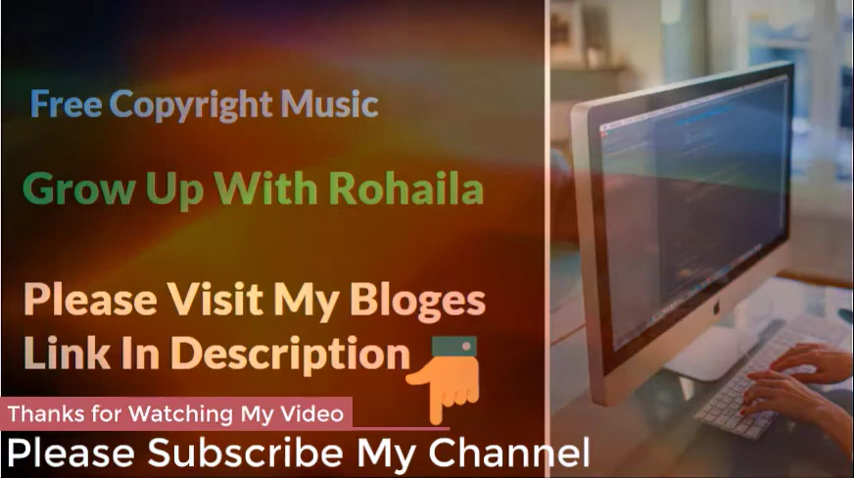 Free Copyright Music
Grow Up With Rohaila
Please Visit My Bloges
Link In Description
Thanks for Watching My Video
Please Subscribe My Channel